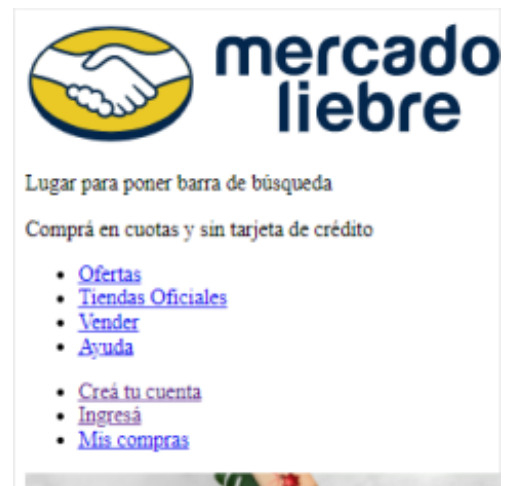 mercado
liebre
Lugar para poner barra de búsqueda
Comprá en cuotas y sin tarjeta de crédito
Ofertas
Tiendas Oficiales
Vender
Ayuda
Creá tu cuenta
Ingresá
Mis compras